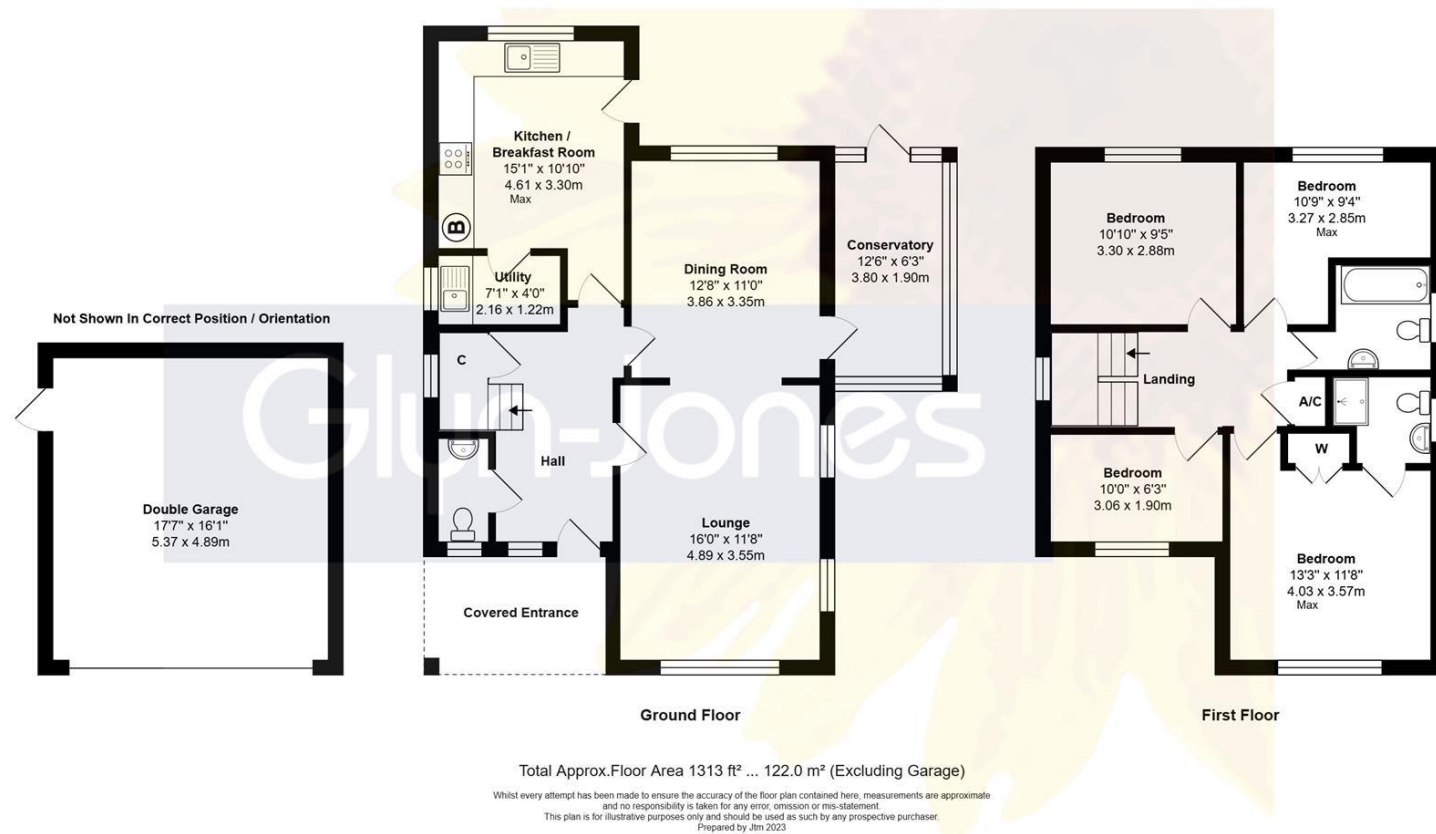 Kitchen /
Breakfast Room
15'1" x 10'10"
4.61 x 3.30m
Max
B
Utility
7'1" x 4'0"
2.16 x 1.22m
Dining Room
12'8" x 11'0"
3.86 x 3.35m
Conservatory
12'6" x 6'3"
3.80 x 1.90m
Bedroom
10'10" x 9'5"
3.30 x 2.88m
Bedroom
10'9" x 9'4"
3.27 x 2.85m
Max
Not Shown In Correct Position / Orientation
C
Landing
A/C
W
Glyn-Jones
Hall
Double Garage
17'7" x 16'1"
5.37 x 4.89m
Lounge
16'0" x 11'8"
4.89 x 3.55m
Bedroom
10'0" x 6'3"
3.06 x 1.90m
Bedroom
13'3" x 11'8"
4.03 x 3.57m
Max
Covered Entrance
Ground Floor
First Floor
Total Approx.Floor Area 1313 ft² ... 122.0 m² (Excluding Garage)
Whilst every attempt has been made to ensure the accuracy of the floor plan contained here, measurements are approximate
and no responsibility is taken for any error, omission or mis-statement.
This plan is for illustrative purposes only and should be used as such by any prospective purchaser.
Prepared by Jtm 2023